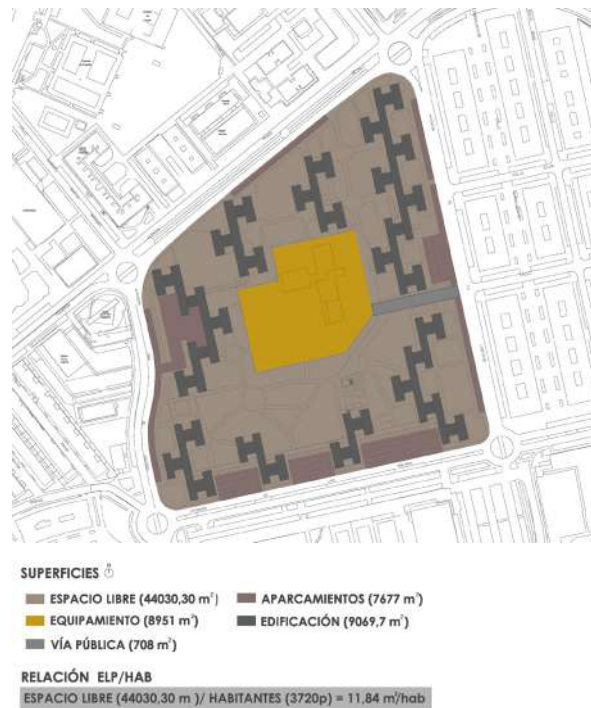 SUPERFICIES
ESPACIO LIBRE (44030,30 m²)
APARCAMIENTOS (7677 m²)
EQUIPAMIENTO (8951 m²)
EDIFICACIÓN (9069,7 m²)
VÍA PÚBLICA (708 m²)
RELACIÓN ELP/HAB
ESPACIO LIBRE (44030,30 m )/ HABITANTES (3720p) = 11,84 m²/hab